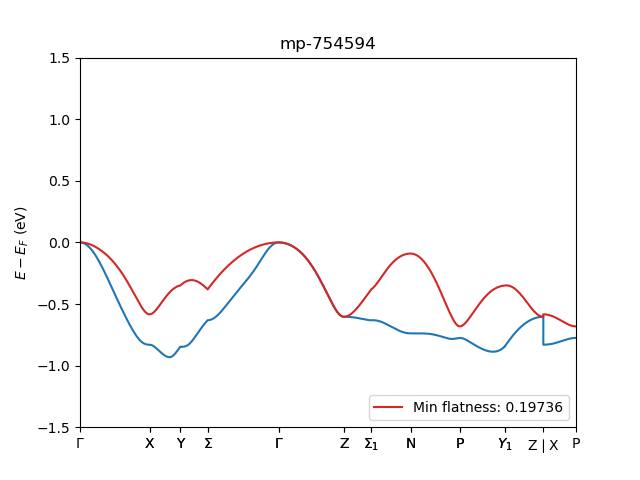 mp-754594
E − E_F (eV)
1.5
1.0
0.5
0.0
−0.5
−1.0
−1.5
Min flatness: 0.19736
Γ X Y Σ Γ Z Σ₁ N P Y₁ Z | X P